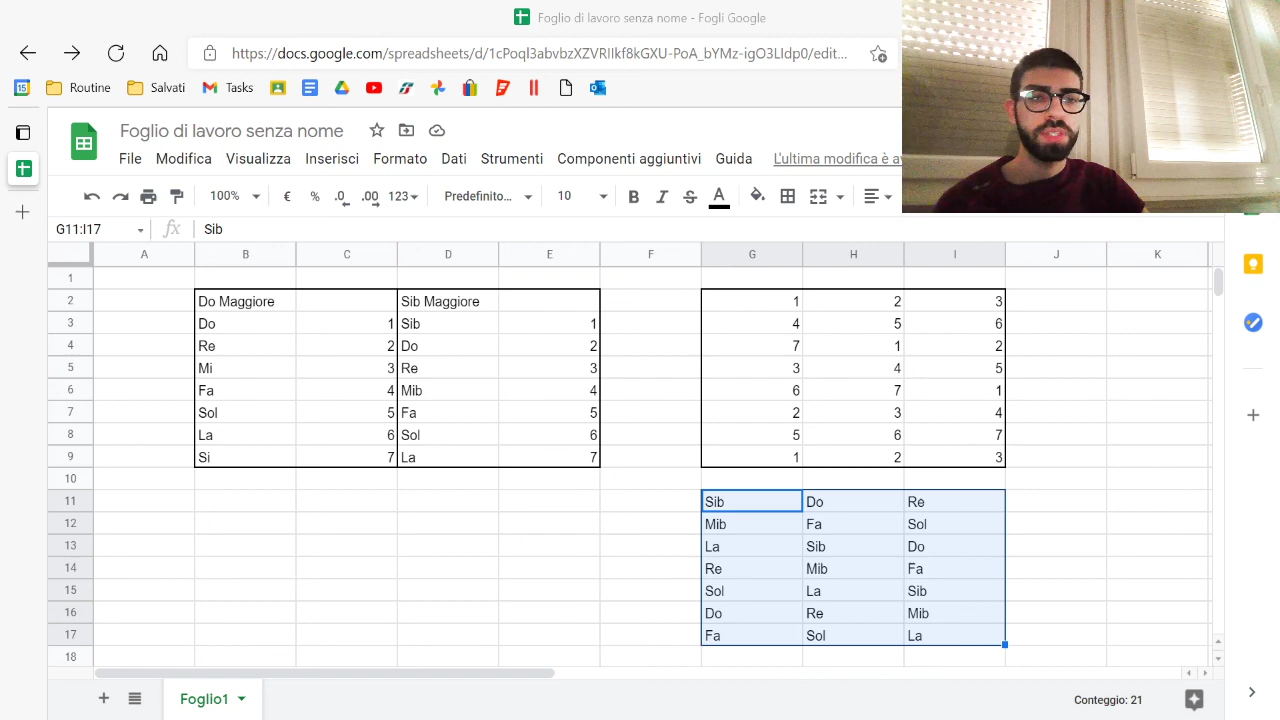 Foglio di lavoro senza nome - Fogli Google
https://docs.google.com/spreadsheets/d/1cPoql3abvbzXZVRIIkf8kGXU-PoA_bYMz-igO3LIdp0/edit...
15 Routine Salvati Tasks
Foglio di lavoro senza nome
File Modifica Visualizza Inserisci Formato Dati Strumenti Componenti aggiuntivi Guida L'ultima modifica è av
100% € % .0 .00 123 Predefinito... 10 B I S A
G11:I17 fx Sib
A B C D E F G H I J K
1
2 Do Maggiore Sib Maggiore 1 2 3
3 Do 1 Sib 1 4 5 6
4 Re 2 Do 2 7 1 2
5 Mi 3 Re 3 3 4 5
6 Fa 4 Mib 4 6 7 1
7 Sol 5 Fa 5 2 3 4
8 La 6 Sol 6 5 6 7
9 Si 7 La 7 1 2 3
10
11 Sib Do Re
12 Mib Fa Sol
13 La Sib Do
14 Re Mib Fa
15 Sol La Sib
16 Do Re Mib
17 Fa Sol La
18
Foglio1 Conteggio: 21